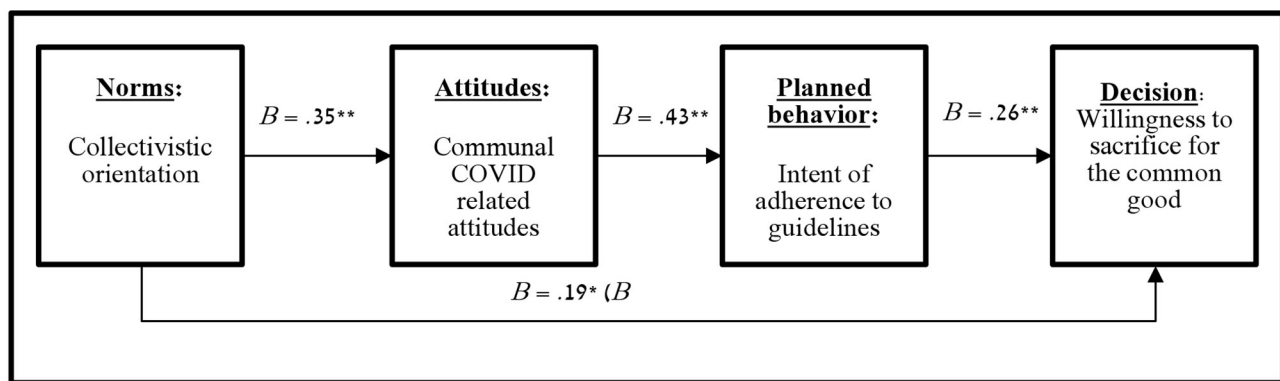 Norms:
Collectivistic
orientation
B = .35**
Attitudes:
Communal
COVID
related
attitudes
B = .43**
Planned
behavior:
Intent of
adherence to
guidelines
B = .26**
Decision:
Willingness to
sacrifice for
the common
good
B = .19* (B